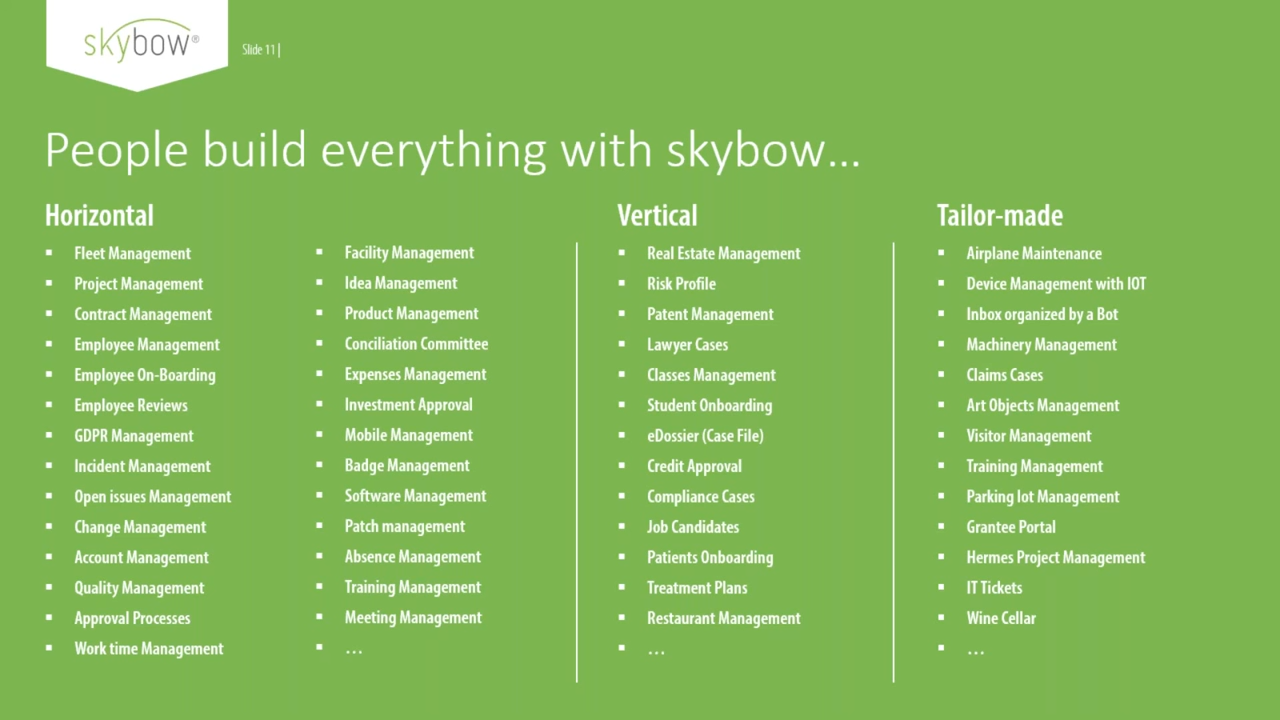 skybow®
Slide 11 |
People build everything with skybow...
Horizontal
▪ Fleet Management
▪ Project Management
▪ Contract Management
▪ Employee Management
▪ Employee On-Boarding
▪ Employee Reviews
▪ GDPR Management
▪ Incident Management
▪ Open issues Management
▪ Change Management
▪ Account Management
▪ Quality Management
▪ Approval Processes
▪ Work time Management
▪ Facility Management
▪ Idea Management
▪ Product Management
▪ Conciliation Committee
▪ Expenses Management
▪ Investment Approval
▪ Mobile Management
▪ Badge Management
▪ Software Management
▪ Patch management
▪ Absence Management
▪ Training Management
▪ Meeting Management
▪ ...
Vertical
▪ Real Estate Management
▪ Risk Profile
▪ Patent Management
▪ Lawyer Cases
▪ Classes Management
▪ Student Onboarding
▪ eDossier (Case File)
▪ Credit Approval
▪ Compliance Cases
▪ Job Candidates
▪ Patients Onboarding
▪ Treatment Plans
▪ Restaurant Management
▪ ...
Tailor-made
▪ Airplane Maintenance
▪ Device Management with IOT
▪ Inbox organized by a Bot
▪ Machinery Management
▪ Claims Cases
▪ Art Objects Management
▪ Visitor Management
▪ Training Management
▪ Parking lot Management
▪ Grantee Portal
▪ Hermes Project Management
▪ IT Tickets
▪ Wine Cellar
▪ ...